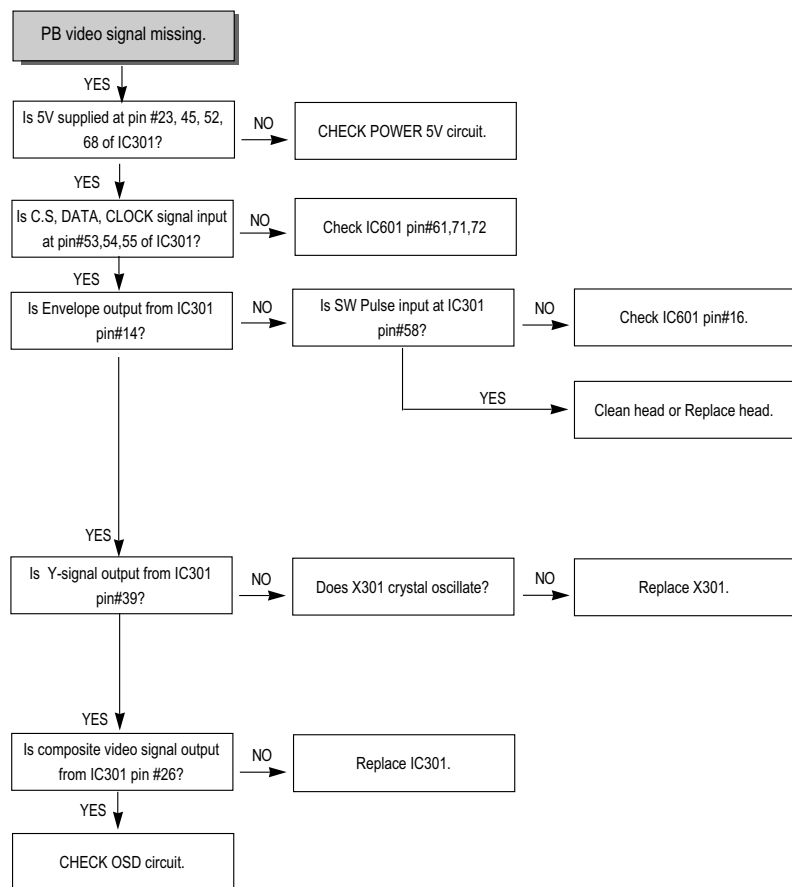 PB video signal missing.
YES
Is 5V supplied at pin #23, 45, 52,
68 of IC301?
NO
CHECK POWER 5V circuit.
YES
Is C.S, DATA, CLOCK signal input
at pin#53,54,55 of IC301?
NO
Check IC601 pin#61,71,72
YES
Is Envelope output from IC301
pin#14?
NO
Is SW Pulse input at IC301
pin#58?
NO
Check IC601 pin#16.
YES
Clean head or Replace head.
YES
Is Y-signal output from IC301
pin#39?
NO
Does X301 crystal oscillate?
NO
Replace X301.
YES
Is composite video signal output
from IC301 pin #26?
NO
Replace IC301.
YES
CHECK OSD circuit.